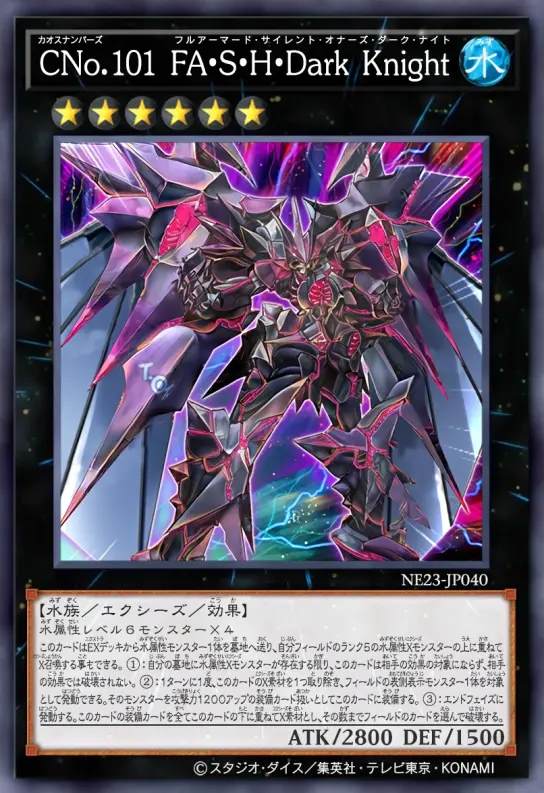 カオスナンバーズ フルアーマード・サイレント・オナーズ・ダーク・ナイト
CNo.101 FA・S・H・Dark Knight 水
NE23-JP040
【水族／エクシーズ／効果】
水属性レベル６モンスター×４
このカードはEXデッキから水属性モンスター1体を墓地へ送り、自分フィールドのランク5の水属性Xモンスターの上に重ねて
X召喚する事もできる。①：自分の墓地に水属性Xモンスターが存在する限り、このカードは相手の効果の対象にならず、相手
の効果では破壊されない。②：1ターンに1度、このカードのX素材を1つ取り除き、フィールドの表側表示モンスター1体を対象
として発動できる。そのモンスターを攻撃力1200アップの装備カード扱いとしてこのカードに装備する。③：エンドフェイズに
発動する。このカードの装備カードを全てこのカードの下に重ねてX素材とし、その数までフィールドのカードを選んで破壊する。
ATK/2800 DEF/1500
©スタジオ・ダイス/集英社・テレビ東京・KONAMI